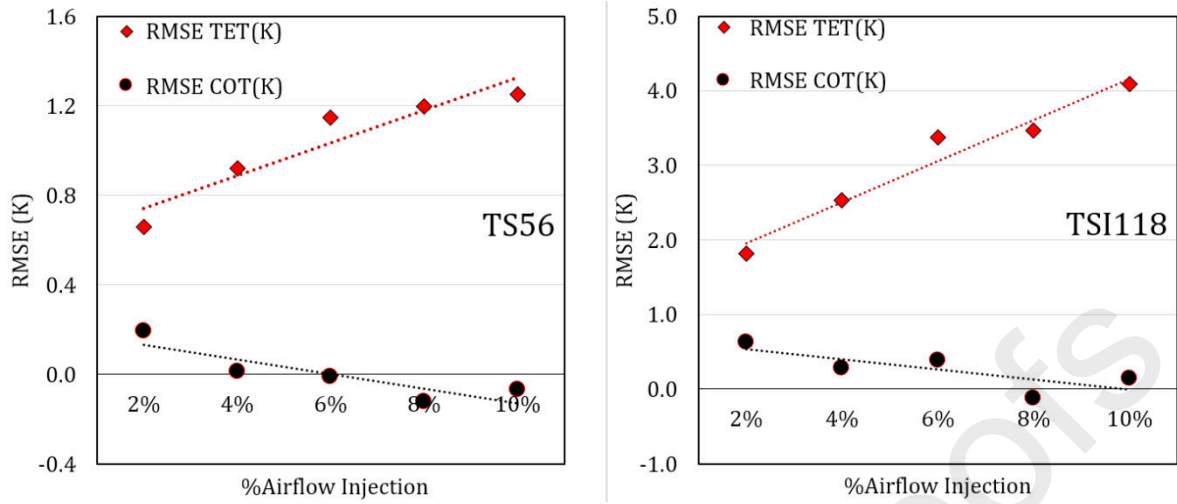 1.6
RMSE TET(K)
1.2
RMSE COT(K)
0.8
TS56
RMSE (K)
0.4
0.0
2% 4% 6% 8% 10%
-0.4
%Airflow Injection
5.0
RMSE TET(K)
4.0
RMSE COT(K)
3.0
TSI118
RMSE (K)
2.0
1.0
0.0
2% 4% 6% 8% 10%
-1.0
%Airflow Injection
ofs